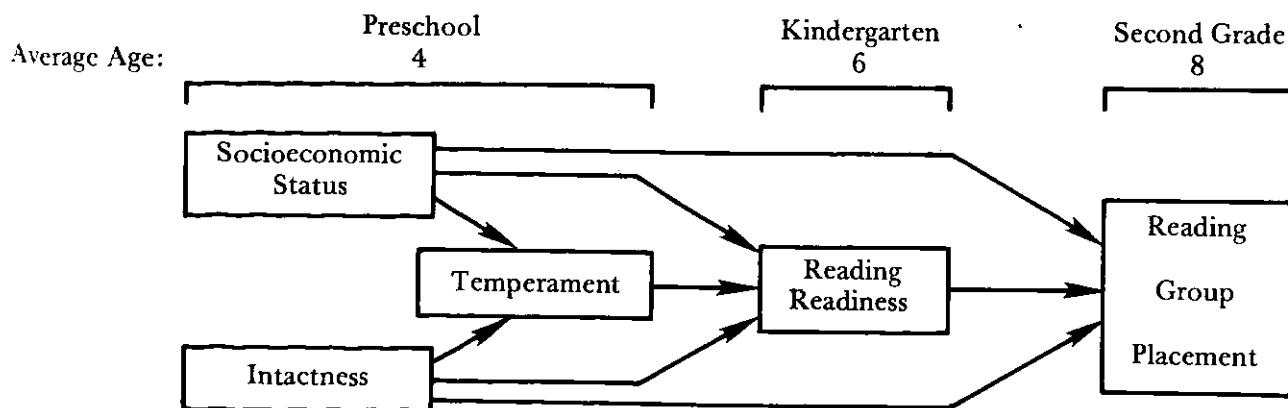 Preschool
Kindergarten
Second Grade
Average Age:
4
6
8
Socioeconomic
Status
Temperament
Reading
Readiness
Reading
Group
Placement
Intactness